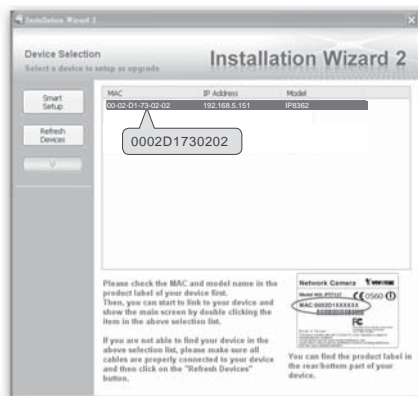 Installation Wizard 2
Device Selection
Select a device to setup or upgrade
Installation Wizard 2
Smart
Setup
Refresh
Devices
MAC IP Address Model
00-02-D1-73-02-02 192.168.5.151 IP8362
0002D1730202
Please check the MAC and model name in the
product label of your device first.
Then, you can start to link to your device and
show the main screen by double clicking the
item in the above selection list.
If you are not able to find your device in the
above selection list, please make sure all
cables are properly connected to your device
and then click on the "Refresh Devices"
button.
Network Camera VIVOTEK
0560
MAC:0002D1XXXXXX
FC
You can find the product label in
the rear/bottom part of your
device.